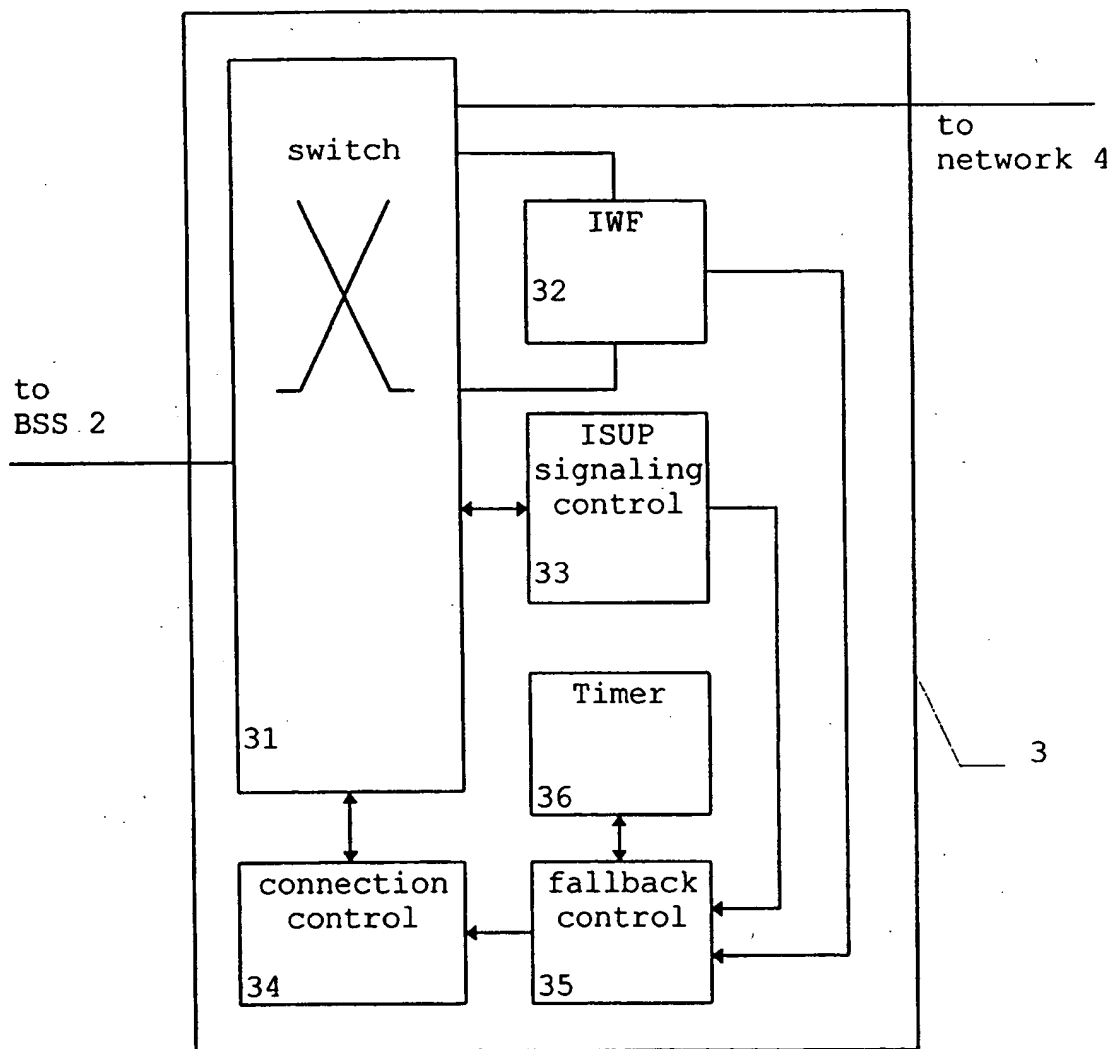 to
network 4
switch
IWF
32
to
BSS 2
ISUP
signaling
control
33
Timer
31
36
3
connection
control
34
fallback
control
35